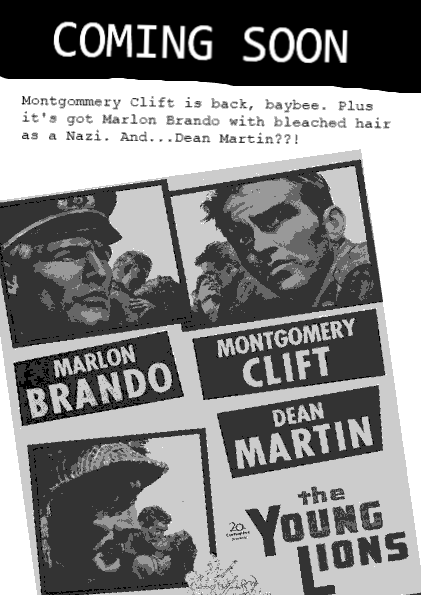 COMING SOON
Montgommery Clift is back, baybee. Plus
it's got Marlon Brando with bleached hair
as a Nazi. And...Dean Martin??!
MARLON
BRANDO
MONTGOMERY
CLIFT
DEAN
MARTIN
20
the
YOUNG
LIONS